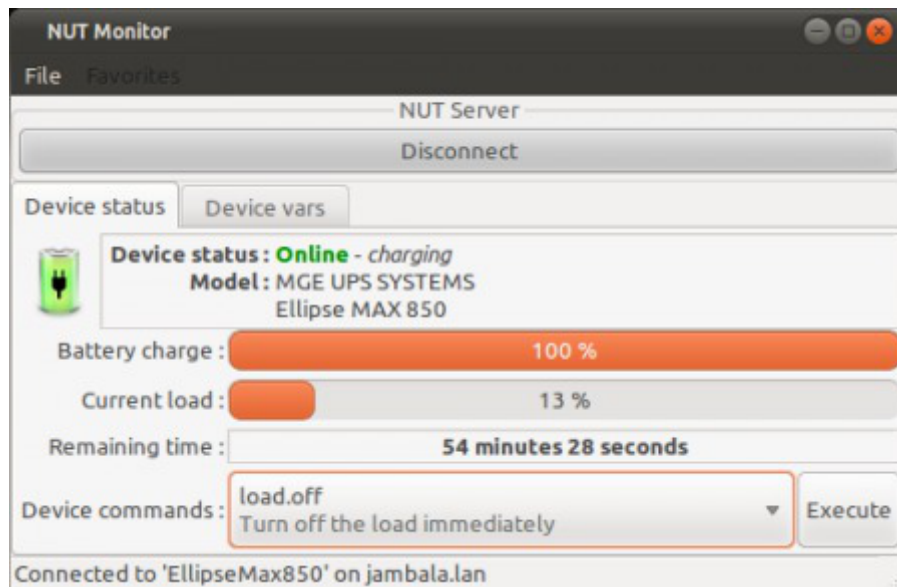 NUT Monitor
File Favorites
NUT Server
Disconnect
Device status Device vars
Device status : Online - charging
Model : MGE UPS SYSTEMS
Ellipse MAX 850
Battery charge : 100 %
Current load : 13 %
Remaining time : 54 minutes 28 seconds
Device commands : load.off
Turn off the load immediately
Execute
Connected to 'EllipseMax850' on jambala.lan